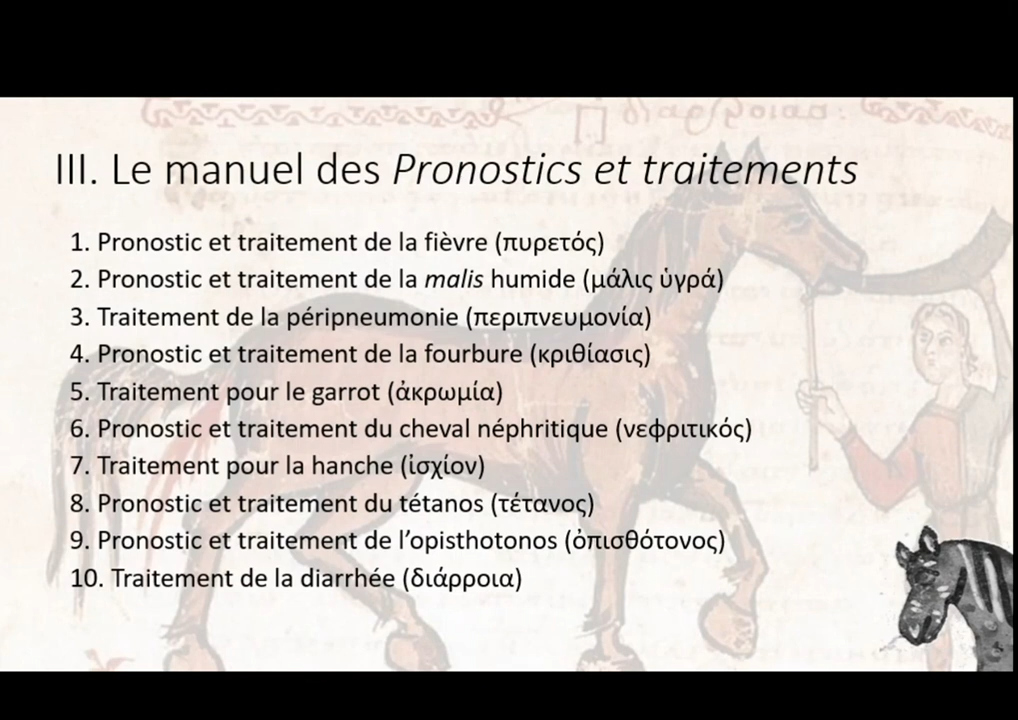 Π διαρροιασ:
III. Le manuel des Pronostics et traitements
1. Pronostic et traitement de la fièvre (πυρετός)
2. Pronostic et traitement de la malis humide (μάλις ὑγρά)
3. Traitement de la péripneumonie (περιπνευμονία)
4. Pronostic et traitement de la fourbure (κριθίασις)
5. Traitement pour le garrot (ἀκρωμία)
6. Pronostic et traitement du cheval néphritique (νεφριτικός)
7. Traitement pour la hanche (ἰσχίον)
8. Pronostic et traitement du tétanos (τέτανος)
9. Pronostic et traitement de l’opisthotonos (ὀπισθότονος)
10. Traitement de la diarrhée (διάρροια)